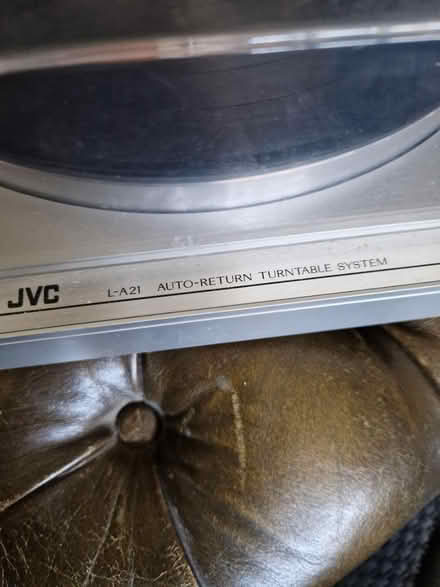 JVC L-A21 AUTO-RETURN TURNTABLE SYSTEM